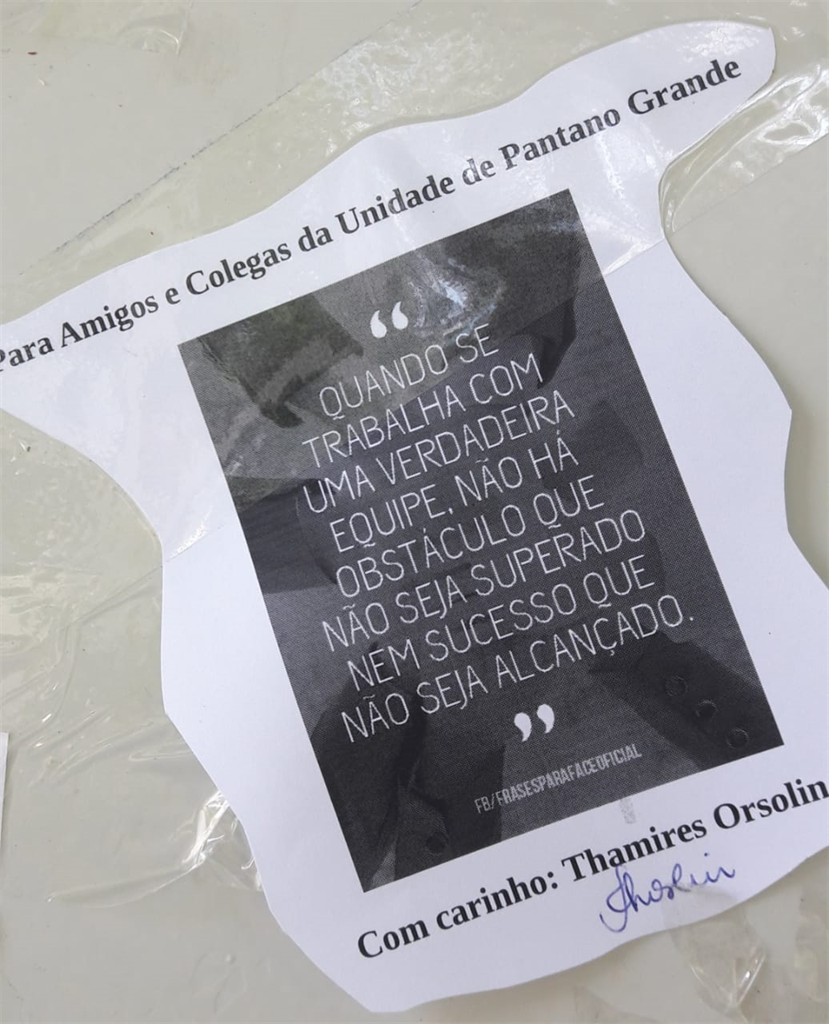 Para Amigos e Colegas da Unidade de Pantano Grande
“
QUANDO SE
TRABALHA COM
UMA VERDADEIRA
EQUIPE, NÃO HÁ
OBSTÁCULO QUE
NÃO SEJA SUPERADO
NEM SUCESSO QUE
NÃO SEJA ALCANÇADO.
”
FB/FRASESPARAFACEOFICIAL
Com carinho: Thamires Orsolin